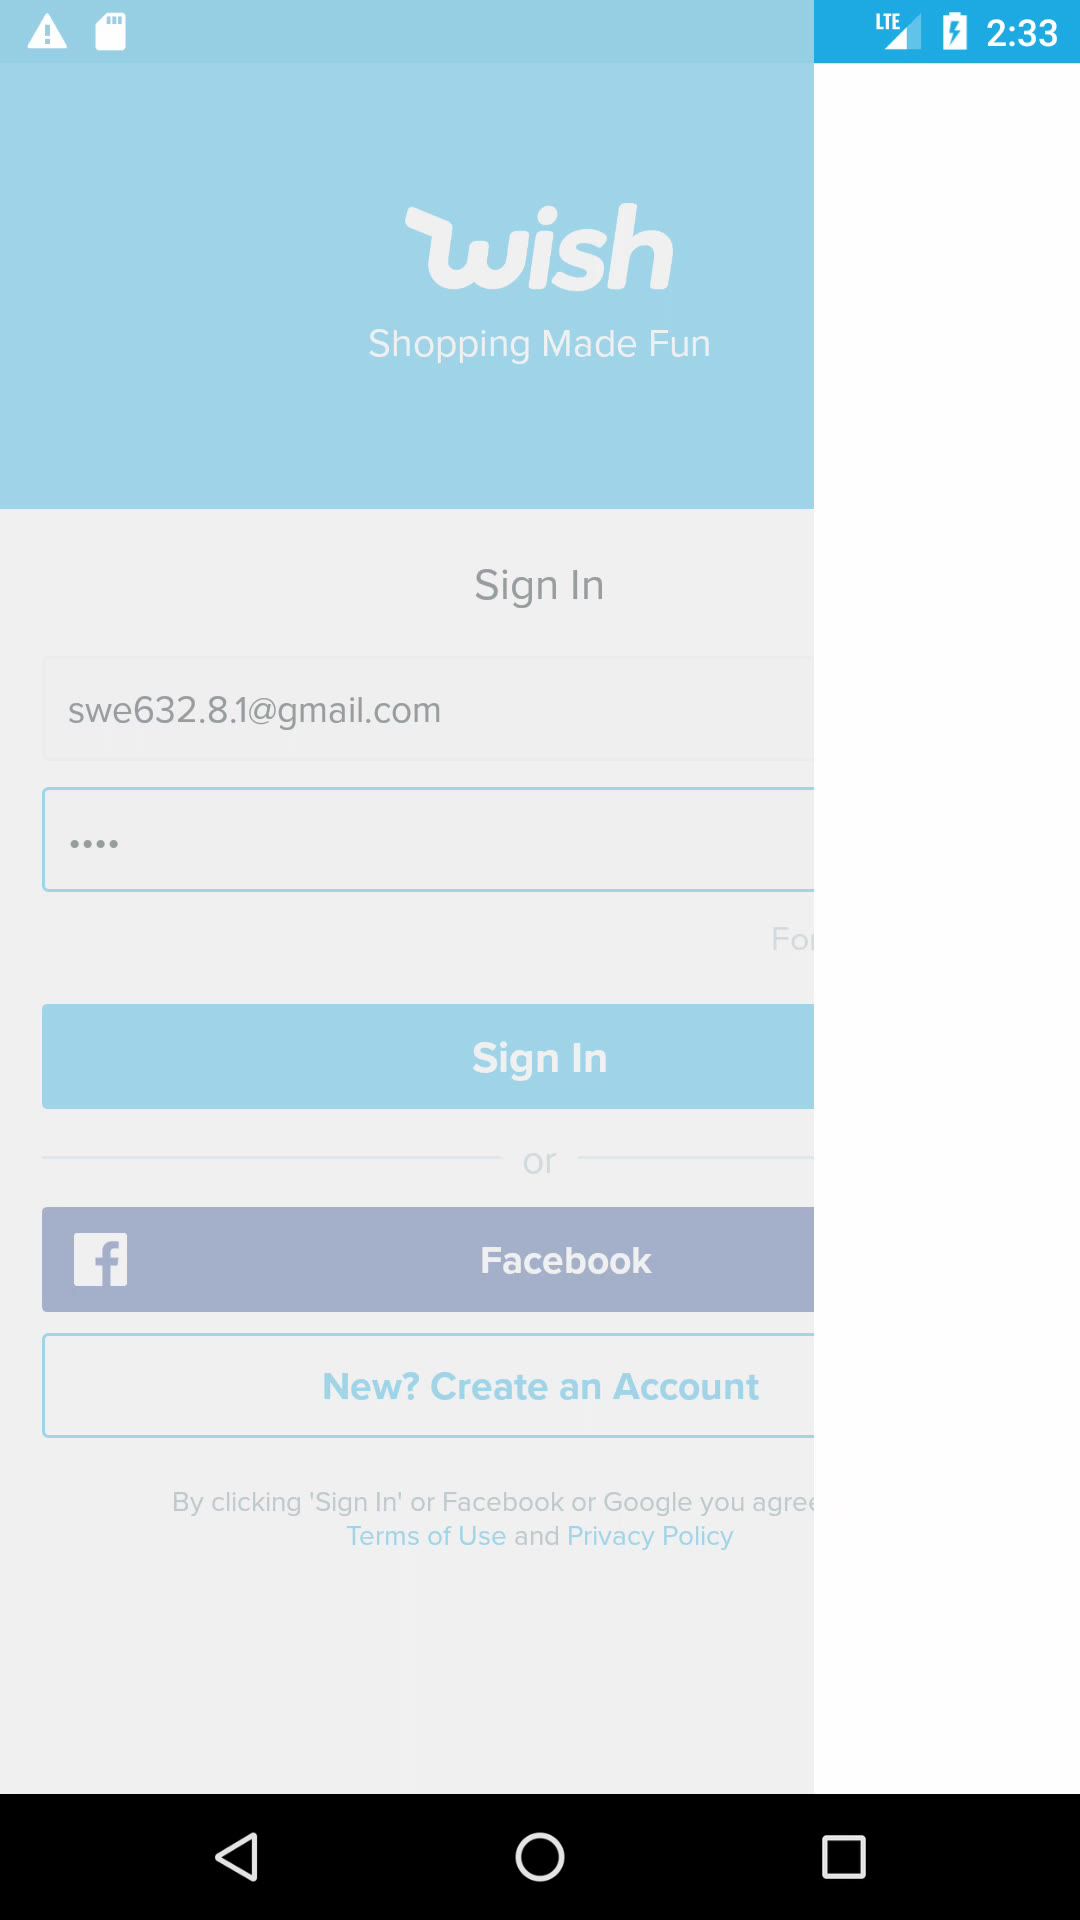 LTE 2:33
wish
Shopping Made Fun
Sign In
swe632.8.1@gmail.com
••••
For
Sign In
or
Facebook
New? Create an Account
By clicking 'Sign In' or Facebook or Google you agree
Terms of Use and Privacy Policy